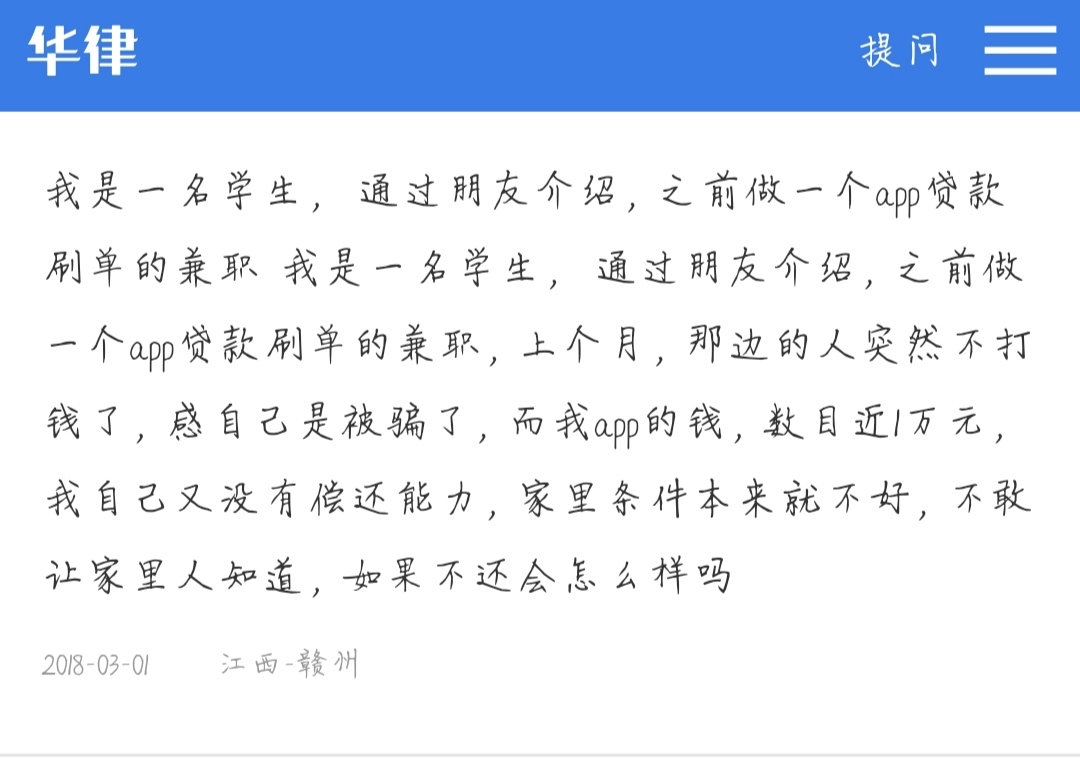 华律
提问
我是一名学生，通过朋友介绍，之前做一个app贷款
刷单的兼职 我是一名学生，通过朋友介绍，之前做
一个app贷款刷单的兼职，上个月，那边的人突然不打
钱了，感自己是被骗了，而我app的钱，数目近1万元，
我自己又没有偿还能力，家里条件本来就不好，不敢
让家里人知道，如果不还会怎么样吗
2018-03-01 江西-赣州